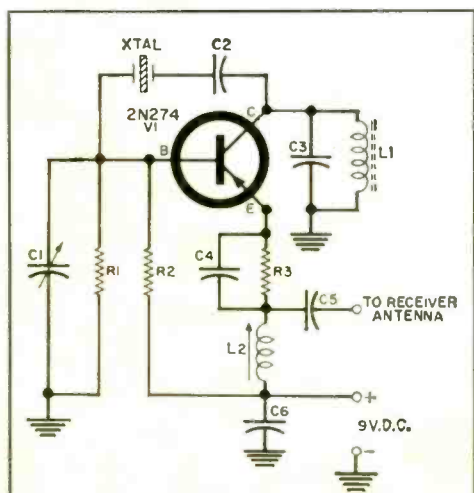 XTAL
C2
2N274
V1
C
B
E
C3
L1
C1
R1
R2
C4
R3
C5
TO RECEIVER
ANTENNA
L2
+
C6
9V.D.C.
-